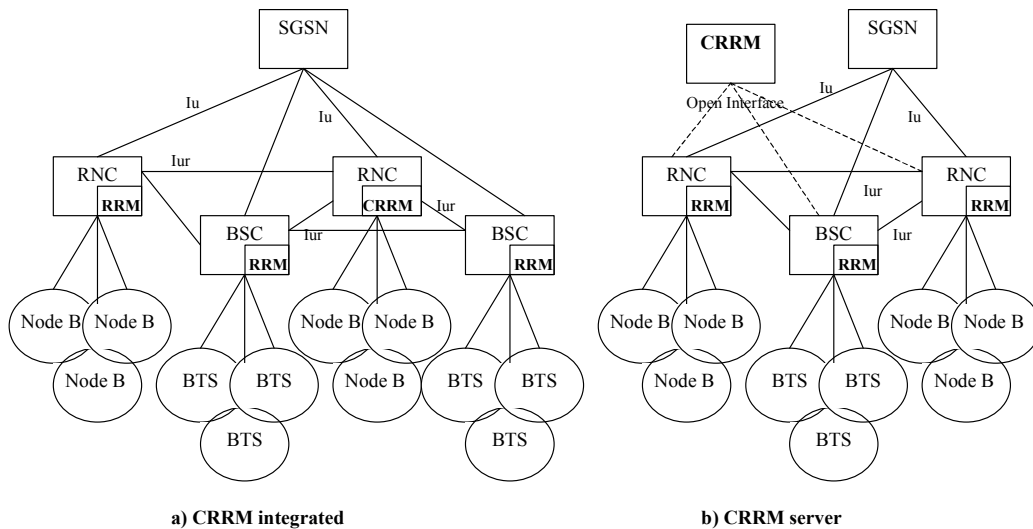 SGSN
Iu
Iu
RNC
RRM
Iur
RNC
CRRM
BSC
RRM
Iur
BSC
RRM
Node B
Node B
Node B
BTS
BTS
BTS
Node B
Node B
Node B
BTS
BTS
BTS
a) CRRM integrated
CRRM
SGSN
Open Interface
Iu
Iu
RNC
RRM
Iur
RNC
RRM
BSC
RRM
Iur
Node B
Node B
Node B
BTS
BTS
BTS
Node B
Node B
Node B
b) CRRM server